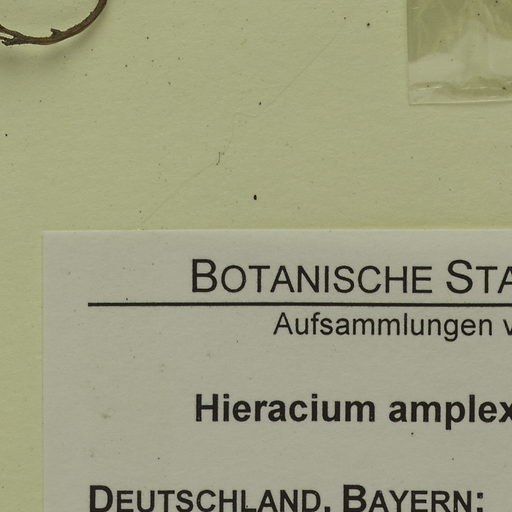 BOTANISCHE STA
Aufsammlungen v
Hieracium amplex
DEUTSCHLAND, BAYERN: